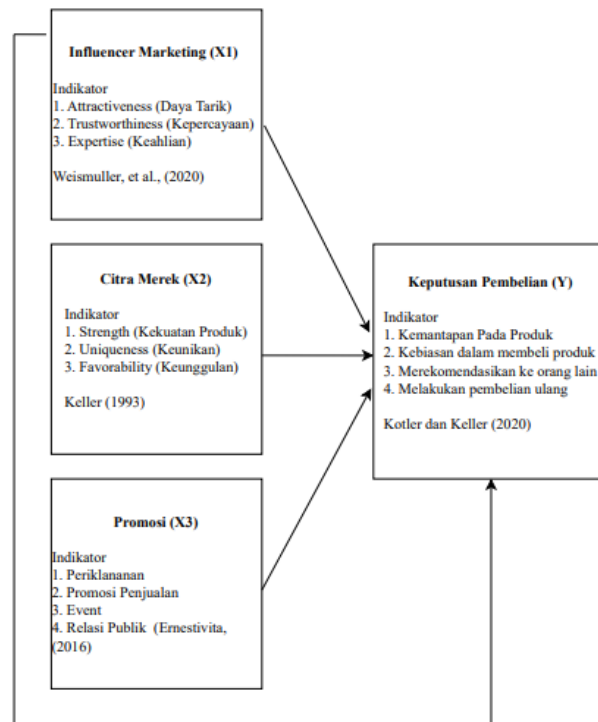 Influencer Marketing (X1)
Indikator
1. Attractiveness (Daya Tarik)
2. Trustworthiness (Kepercayaan)
3. Expertise (Keahlian)
Weismuller, et al., (2020)
Citra Merek (X2)
Indikator
1. Strength (Kekuatan Produk)
2. Uniqueness (Keunikan)
3. Favorability (Keunggulan)
Keller (1993)
Promosi (X3)
Indikator
1. Periklananan
2. Promosi Penjualan
3. Event
4. Relasi Publik (Ernestivita,
(2016)
Keputusan Pembelian (Y)
Indikator
1. Kemantapan Pada Produk
2. Kebiasan dalam membeli produk
3. Merekomendasikan ke orang lain
4. Melakukan pembelian ulang
Kotler dan Keller (2020)